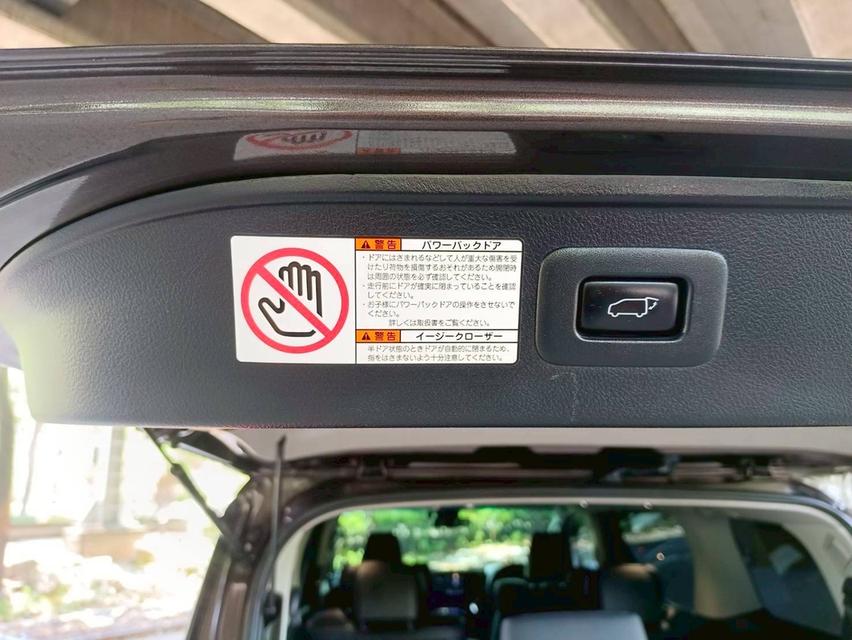 警告 パワーバックドア
・ドアにはさまれるなどして人が重大な傷害を受
けたり荷物を損傷するおそれがあるため開閉時
は周囲の状態を必ず確認してください。
・走行前にドアが確実に閉まっていることを確認
してください。
・お子様にパワーバックドアの操作をさせないで
ください。
詳しくは取扱書をご覧ください。
警告 イージークローザー
半ドア状態のときドアが自動的に閉まるため、
指をはさまないよう十分注意してください。